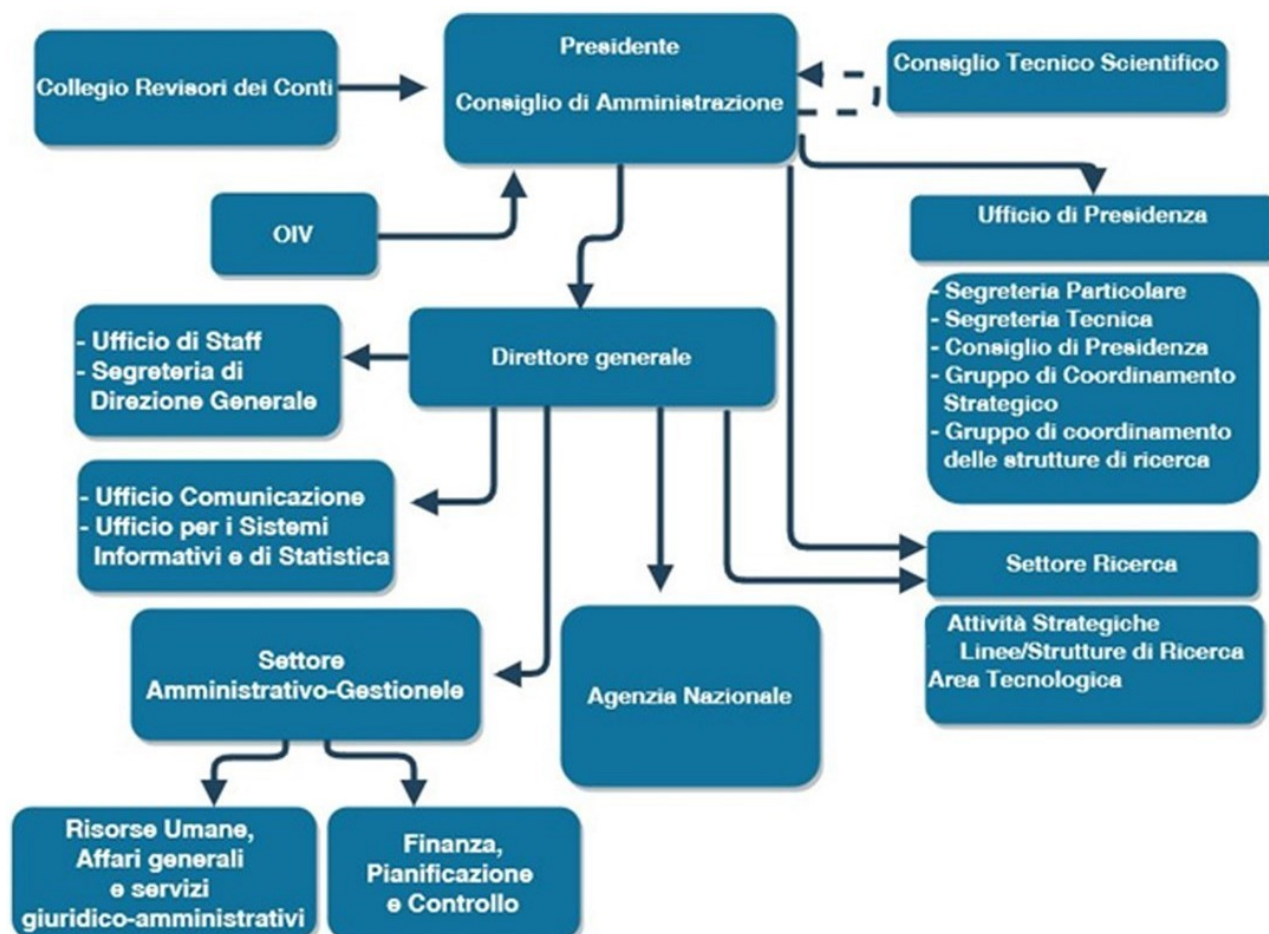 Presidente
Consiglio di Amministrazione
Collegio Revisori dei Conti
Consiglio Tecnico Scientifico
OIV
Ufficio di Presidenza
- Segreteria Particolare
- Segreteria Tecnica
- Consiglio di Presidenza
- Gruppo di Coordinamento
Strategico
- Gruppo di coordinamento
delle strutture di ricerca
- Ufficio di Staff
- Segreteria di
Direzione Generale
Direttore generale
- Ufficio Comunicazione
- Ufficio per i Sistemi
Informativi e di Statistica
Settore Ricerca
Attività Strategiche
Linee/Strutture di Ricerca
Area Tecnologica
Settore
Amministrativo-Gestionele
Agenzia Nazionale
Risorse Umane,
Affari generali
e servizi
giuridico-amministrativi
Finanza,
Pianificazione
e Controllo